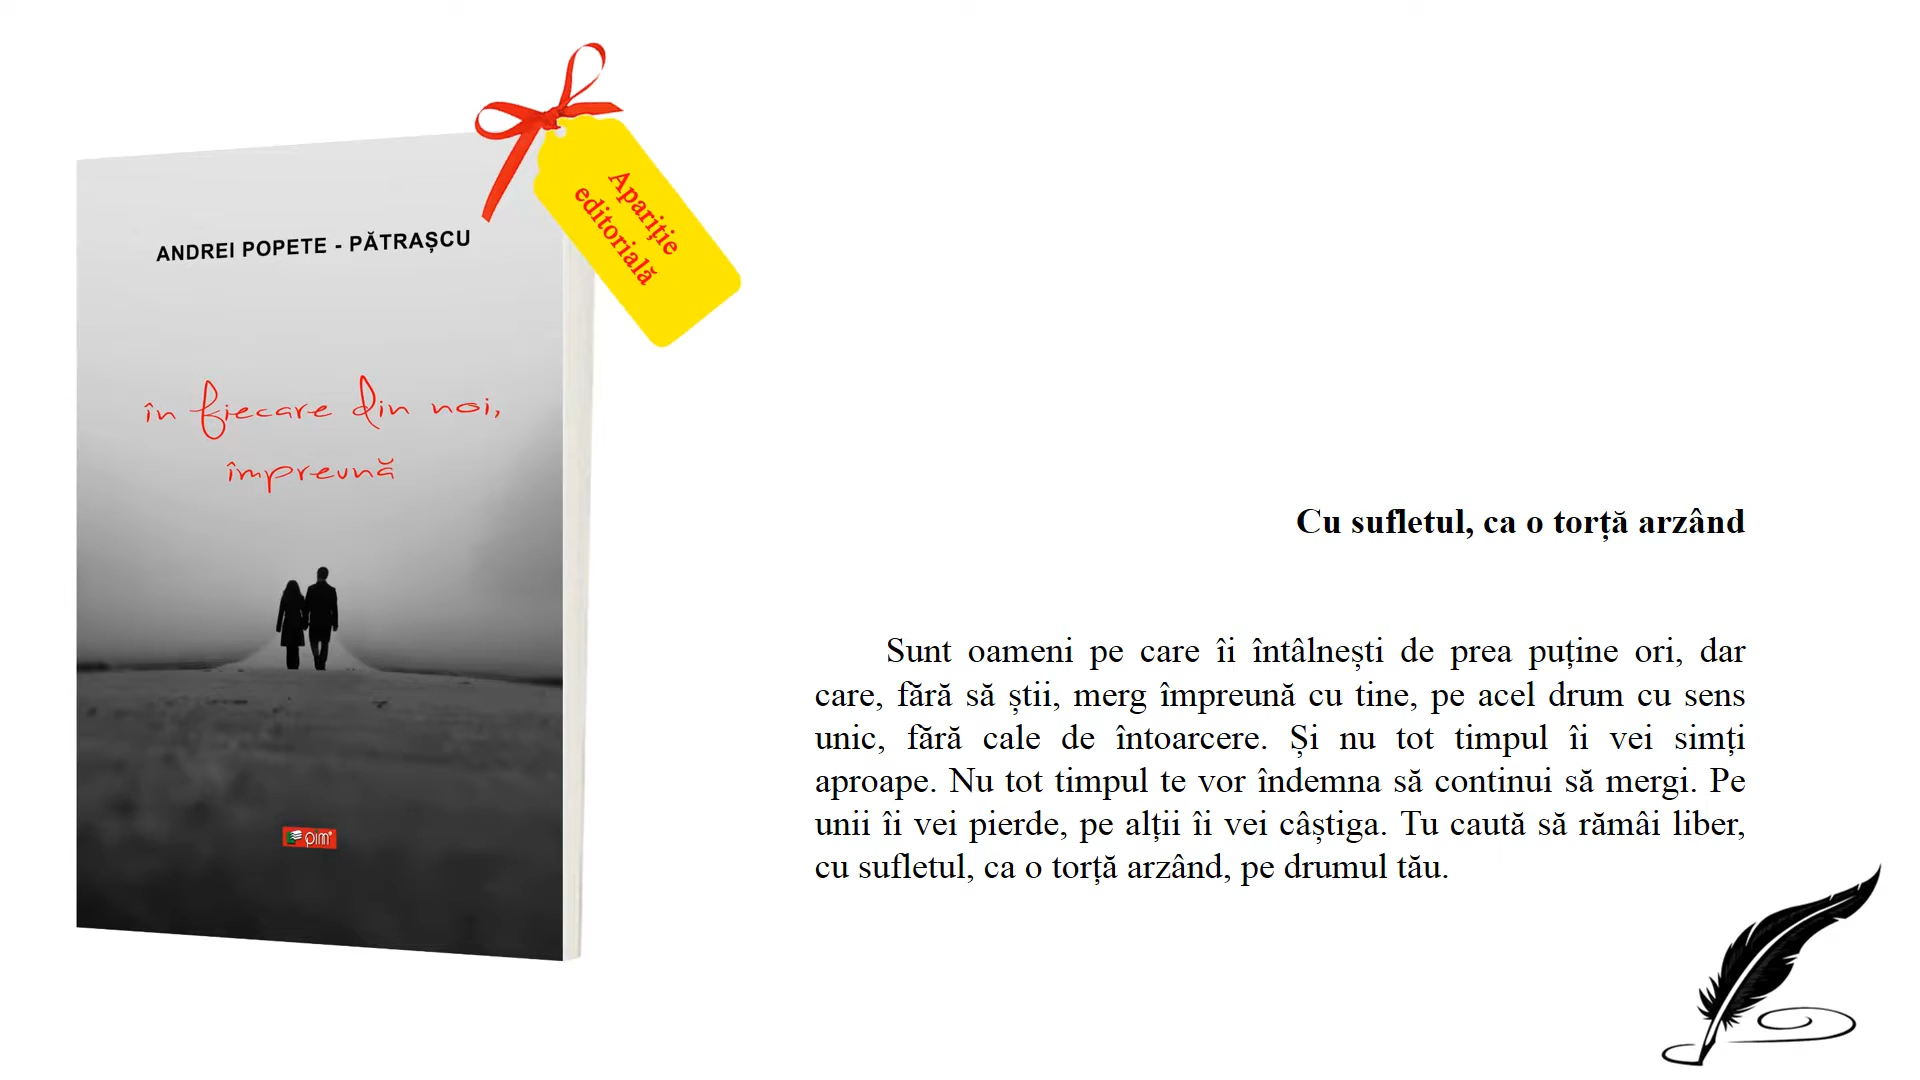 Apariție
editorială
ANDREI POPETE - PĂTRAȘCU
în fiecare din noi,
împreună
pim
Cu sufletul, ca o torță arzând
Sunt oameni pe care îi întâlnești de prea puține ori, dar
care, fără să știi, merg împreună cu tine, pe acel drum cu sens
unic, fără cale de întoarcere. Și nu tot timpul îi vei simți
aproape. Nu tot timpul te vor îndemna să continui să mergi. Pe
unii îi vei pierde, pe alții îi vei câștiga. Tu caută să rămâi liber,
cu sufletul, ca o torță arzând, pe drumul tău.